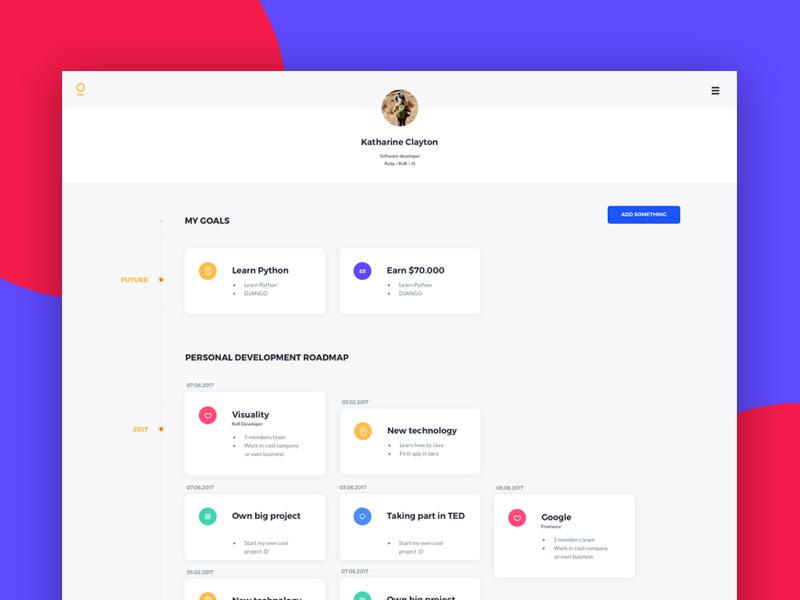 Katharine Clayton
Software developer
Ruby / RoR / JS
MY GOALS
ADD SOMETHING
FUTURE
Learn Python
Learn Python
DJANGO
Earn $70.000
Learn Python
DJANGO
PERSONAL DEVELOPMENT ROADMAP
2017
07.08.2017
Visuality
RoR Developer
5 members team
Work in cool company
or own business
03.02.2017
New technology
Learn how to Java
First app in Java
07.06.2017
Own big project
Start my own cool
project :D
03.06.2017
Taking part in TED
Start my own cool
project :D
08.06.2017
Google
Freelance
5 members team
Work in cool company
or own business
03.02.2017
New technology
07.06.2017
Own big project